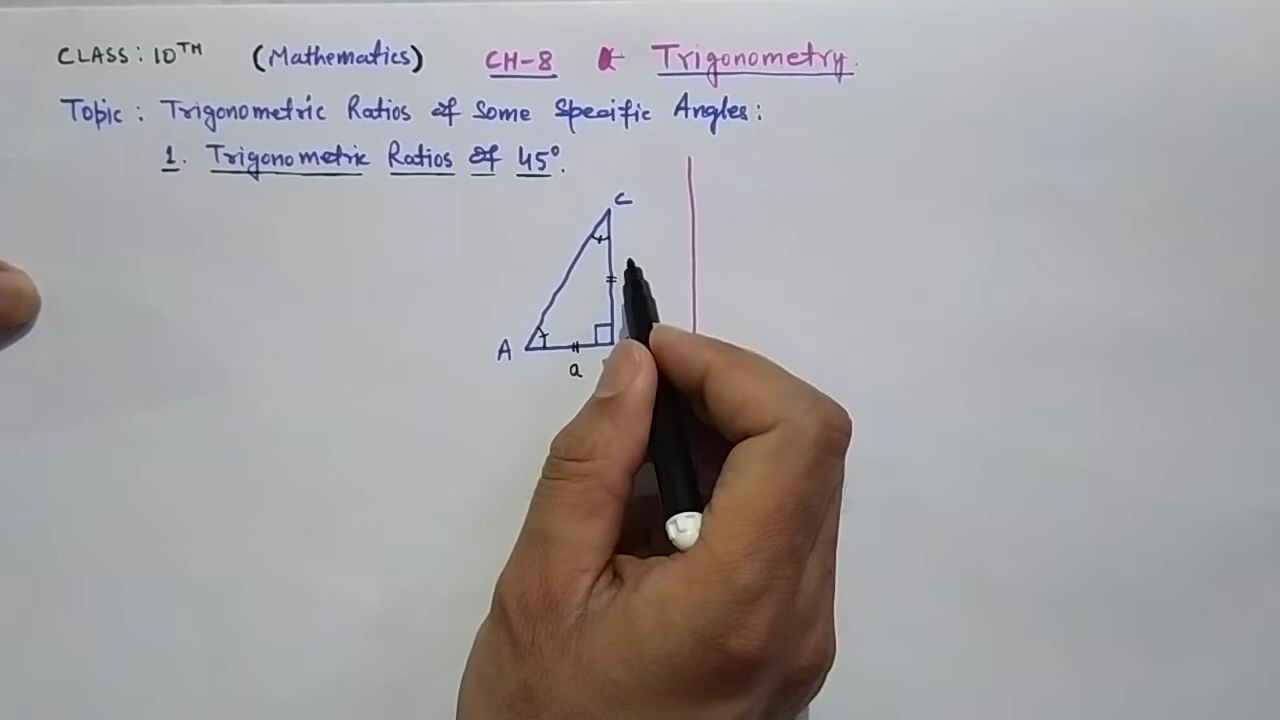 CLASS: 10TH (Mathematics) CH-8 Trigonometry.
Topic: Trigonometric Ratios of Some Specific Angles:
1. Trigonometric Ratios of 45°.
C
A
a